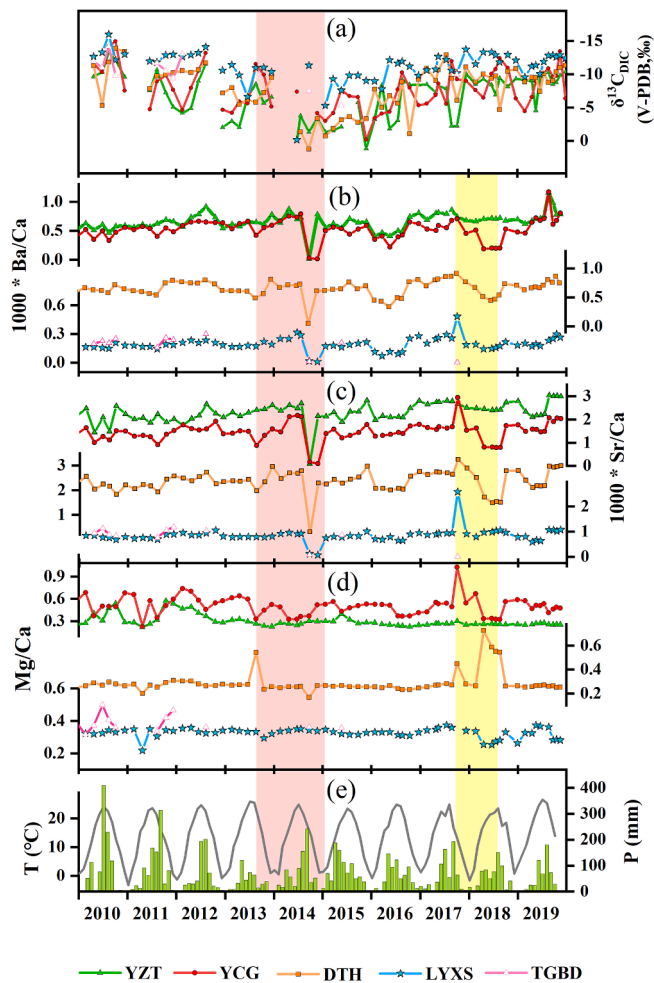 (a)
-15
-10
-5
0
δ¹³C_DIC
(V-PDB,‰)
(b)
1.0
0.5
0.0
1000 * Ba/Ca
1.0
0.5
0.0
0.6
0.3
0.0
(c)
3
2
1
0
3
2
1
1000 * Sr/Ca
2
1
0
(d)
0.9
0.6
0.3
Mg/Ca
0.6
0.4
0.2
0.6
0.4
0.2
(e)
20
10
0
T (℃)
400
300
200
100
0
P (mm)
2010 2011 2012 2013 2014 2015 2016 2017 2018 2019
YZT YCG DTH LYXS TGBD